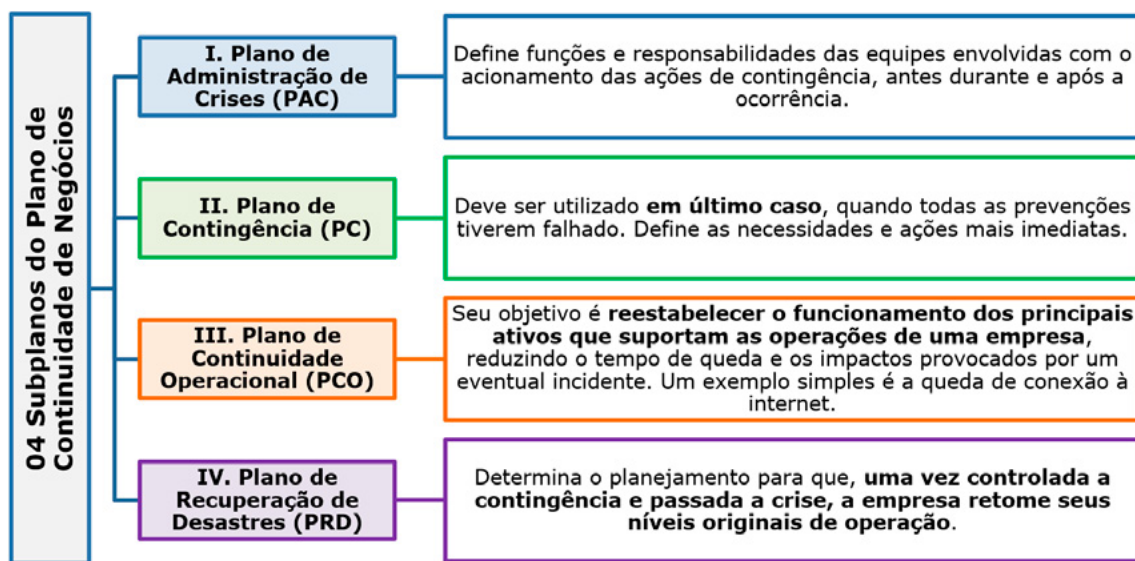 04 Subplanos do Plano de
Continuidade de Negócios
I. Plano de
Administração de
Crises (PAC)
Define funções e responsabilidades das equipes envolvidas com o
acionamento das ações de contingência, antes durante e após a
ocorrência.
II. Plano de
Contingência (PC)
Deve ser utilizado em último caso, quando todas as prevenções
tiverem falhado. Define as necessidades e ações mais imediatas.
III. Plano de
Continuidade
Operacional (PCO)
Seu objetivo é reestabelecer o funcionamento dos principais
ativos que suportam as operações de uma empresa,
reduzindo o tempo de queda e os impactos provocados por um
eventual incidente. Um exemplo simples é a queda de conexão à
internet.
IV. Plano de
Recuperação de
Desastres (PRD)
Determina o planejamento para que, uma vez controlada a
contingência e passada a crise, a empresa retome seus
níveis originais de operação.